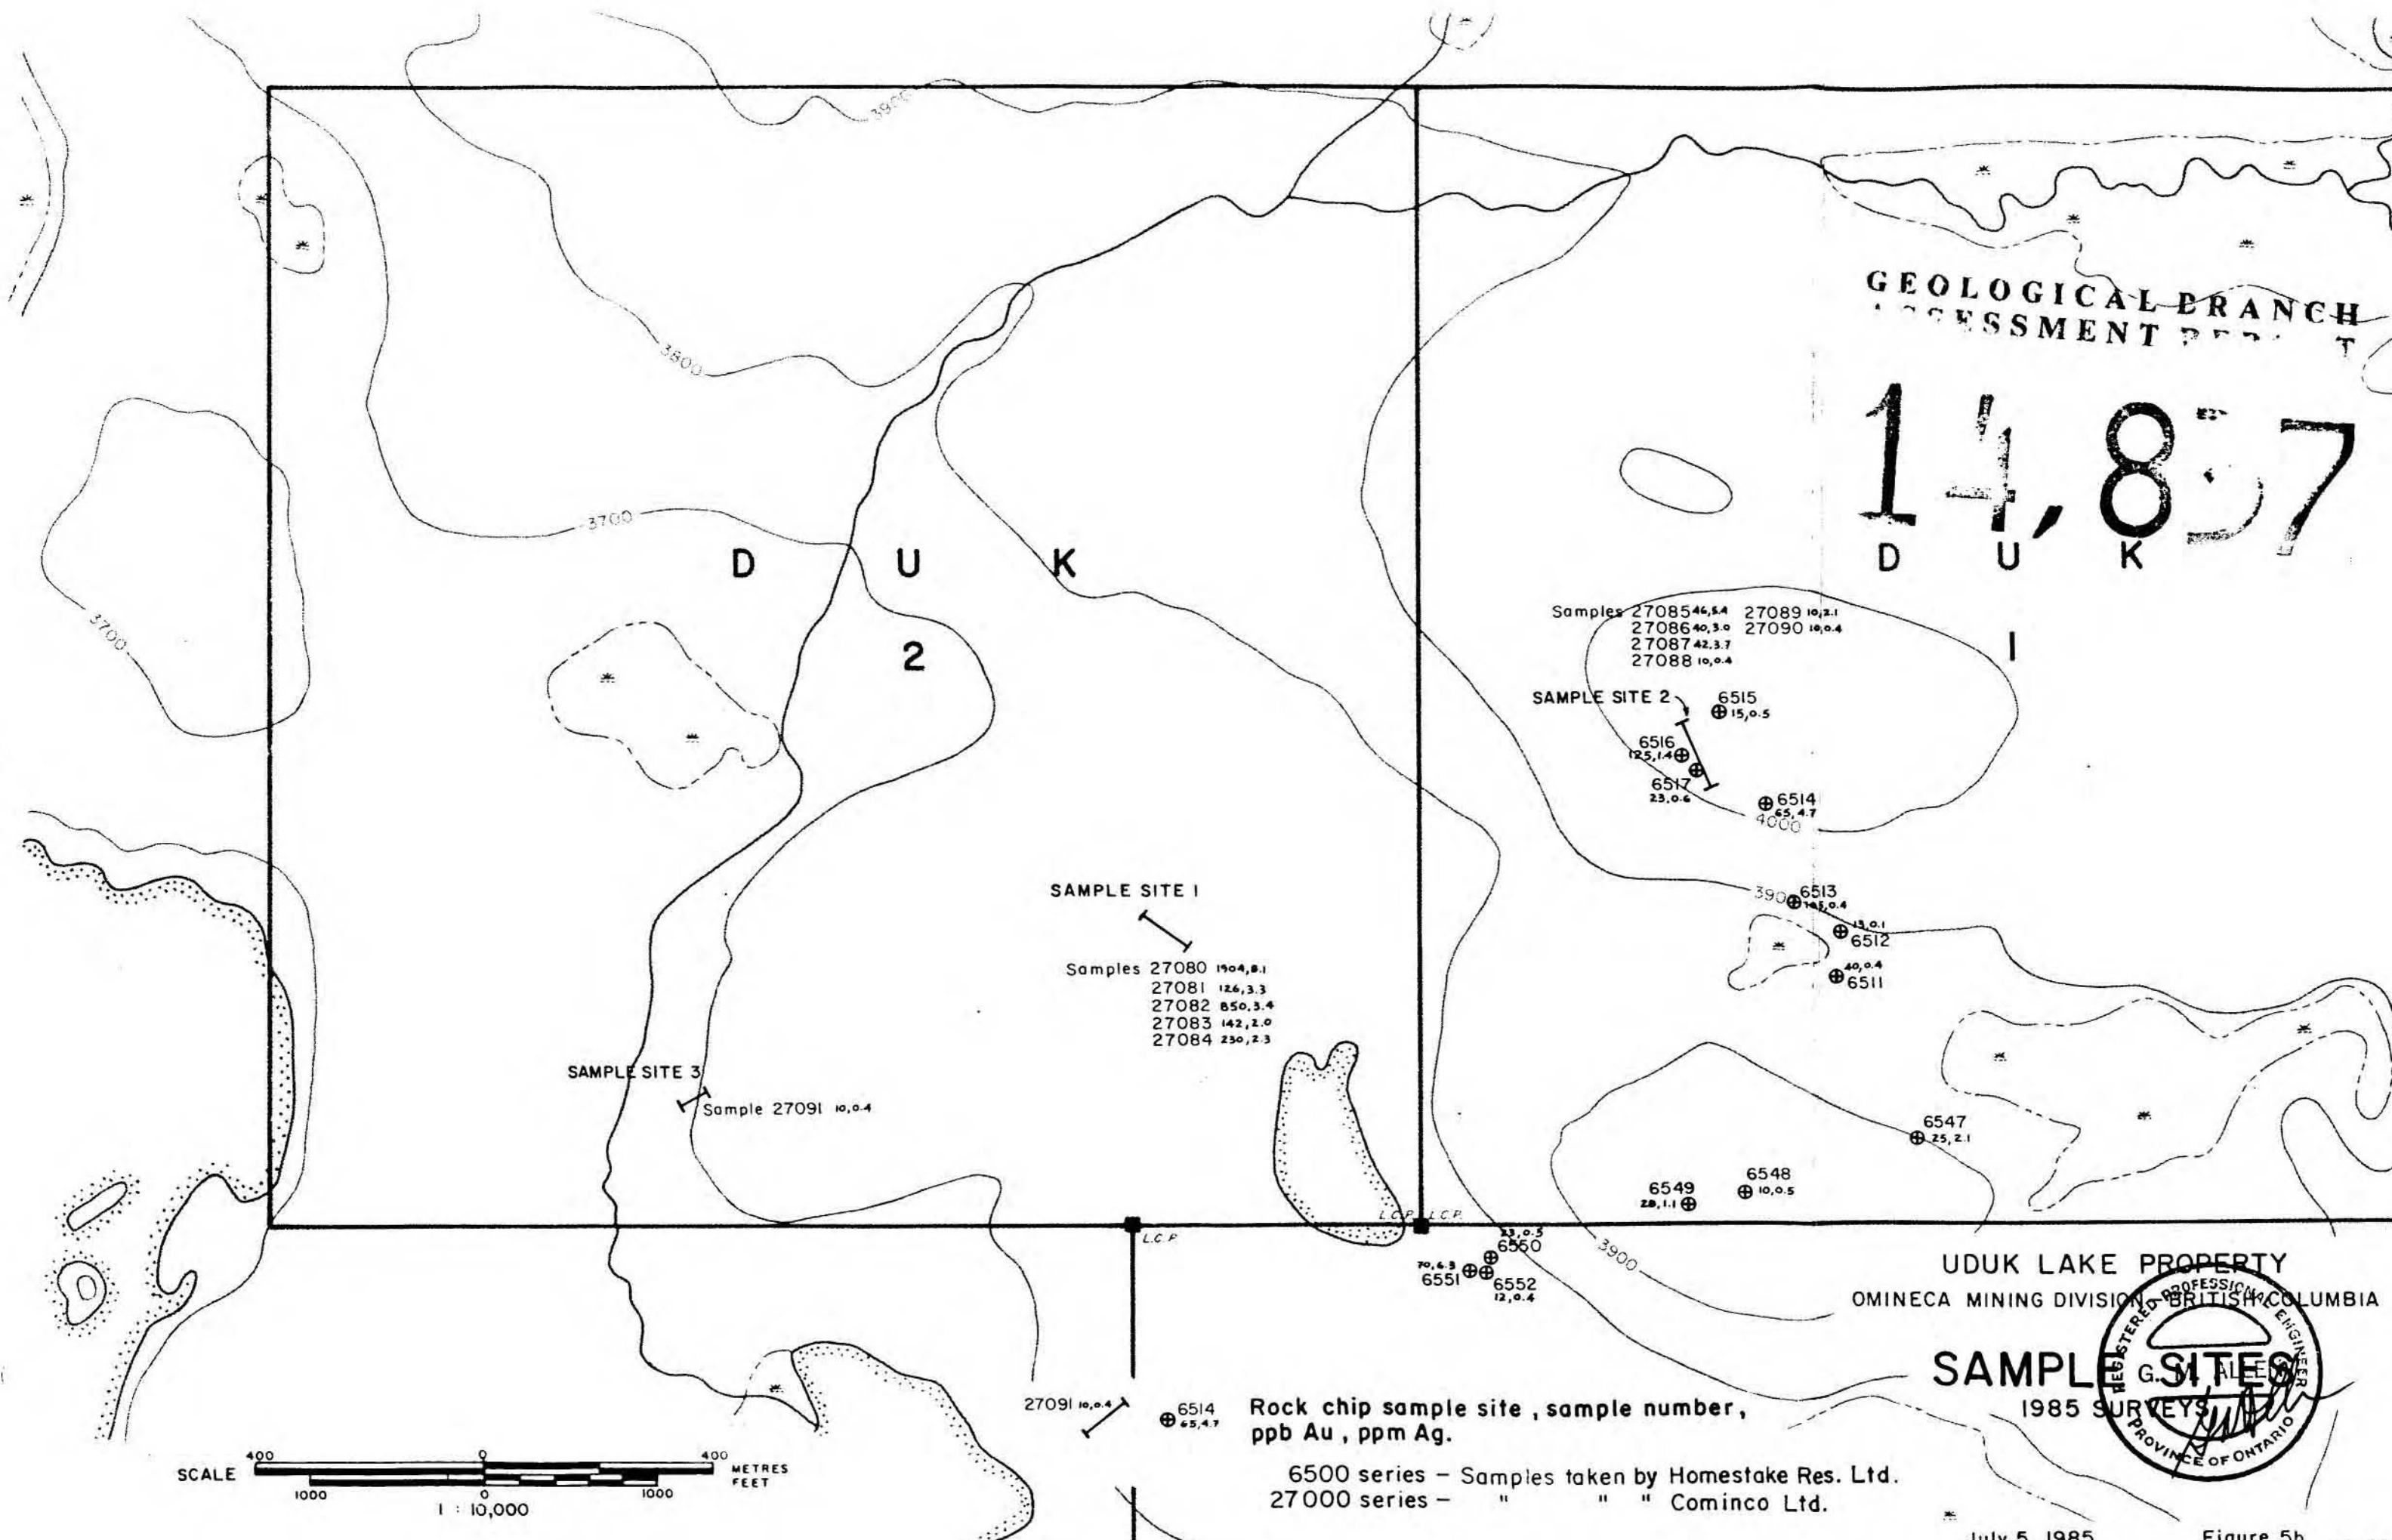 3900
GEOLOGICAL BRANCH
ASSESSMENT
14,857
3800
3700
D U K
2
3700
D U K
1
Samples 27085 46,5.4 27089 10,2.1
27086 40,3.0 27090 10,0.4
27087 42,3.7
27088 10,0.4
SAMPLE SITE 2
6515
15,0.5
6516
125,1.4
6517
23,0.6
6514
65,4.7
4000
SAMPLE SITE 1
Samples 27080 1904,8.1
27081 126,3.3
27082 850,3.4
27083 142,2.0
27084 230,2.3
3900
6513
6512
40,0.4
6511
SAMPLE SITE 3
Sample 27091 10,0.4
6547
25,2.1
6548
10,0.5
6549
28,1.1
L.C.P.
L.C.P. L.C.P.
23,0.5
6550
70,6.3
6551
6552
12,0.4
3900
UDUK LAKE PROPERTY
OMINECA MINING DIVISION - BRITISH COLUMBIA
SAMPLE SITES
1985 SURVEYS
REGISTERED PROFESSIONAL ENGINEER
G. M. ALLEN
PROVINCE OF ONTARIO
27091 10,0.4
6514
65,4.7
Rock chip sample site , sample number,
ppb Au , ppm Ag.
6500 series – Samples taken by Homestake Res. Ltd.
27000 series – " " " Cominco Ltd.
SCALE
400 0 400
METRES
FEET
1000 0 1000
1 : 10,000
July 5, 1985 Figure 5b